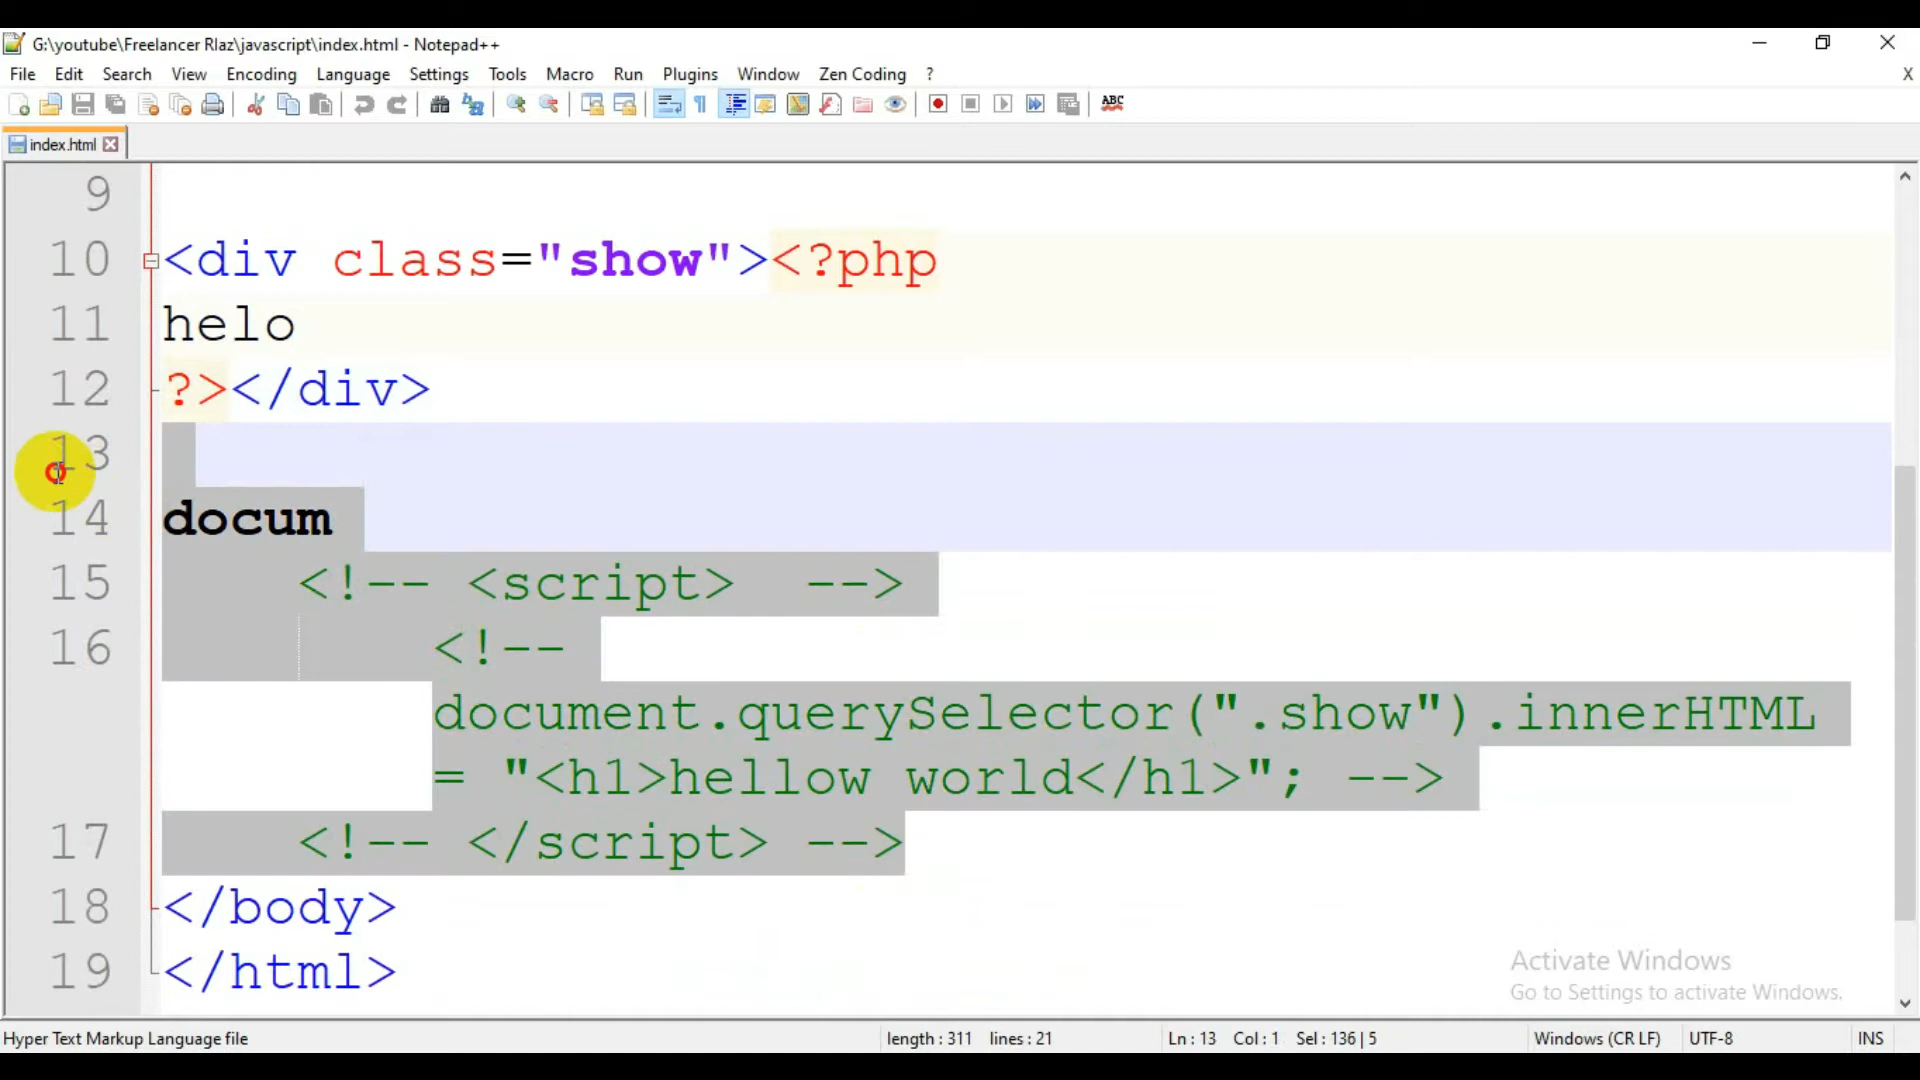 G:\youtube\Freelancer Rlaz\javascript\index.html - Notepad++
File Edit Search View Encoding Language Settings Tools Macro Run Plugins Window Zen Coding ? X
ABC
index.html
9
10 <div class="show"><?php
11 helo
12 ?></div>
13
14 docum
15 <!-- <script> -->
16 <!--
document.querySelector(".show").innerHTML
= "<h1>hellow world</h1>"; -->
17 <!-- </script> -->
18 </body>
19 </html>
Activate Windows
Go to Settings to activate Windows.
Hyper Text Markup Language file length : 311 lines : 21 Ln : 13 Col : 1 Sel : 136 | 5 Windows (CR LF) UTF-8 INS